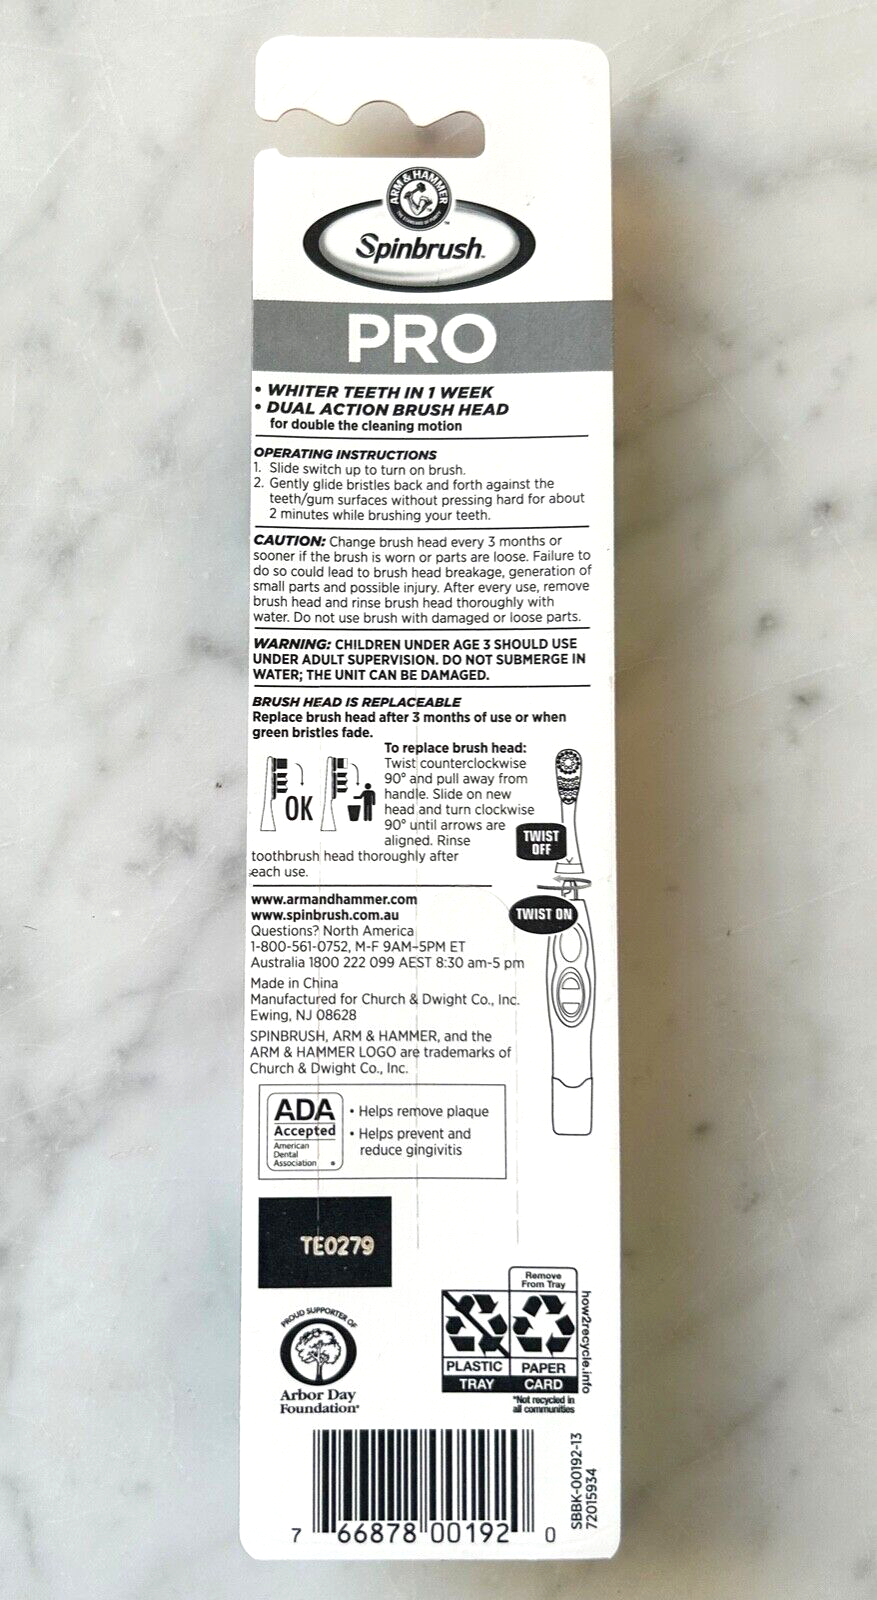 ARM & HAMMER
THE STANDARD OF PURITY
Spinbrush™
PRO
• WHITER TEETH IN 1 WEEK
• DUAL ACTION BRUSH HEAD
for double the cleaning motion
OPERATING INSTRUCTIONS
1. Slide switch up to turn on brush.
2. Gently glide bristles back and forth against the
teeth/gum surfaces without pressing hard for about
2 minutes while brushing your teeth.
CAUTION: Change brush head every 3 months or
sooner if the brush is worn or parts are loose. Failure to
do so could lead to brush head breakage, generation of
small parts and possible injury. After every use, remove
brush head and rinse brush head thoroughly with
water. Do not use brush with damaged or loose parts.
WARNING: CHILDREN UNDER AGE 3 SHOULD USE
UNDER ADULT SUPERVISION. DO NOT SUBMERGE IN
WATER; THE UNIT CAN BE DAMAGED.
BRUSH HEAD IS REPLACEABLE
Replace brush head after 3 months of use or when
green bristles fade.
OK
To replace brush head:
Twist counterclockwise
90° and pull away from
handle. Slide on new
head and turn clockwise
90° until arrows are
aligned. Rinse
toothbrush head thoroughly after
each use.
TWIST
OFF
TWIST ON
www.armandhammer.com
www.spinbrush.com.au
Questions? North America
1-800-561-0752, M-F 9AM-5PM ET
Australia 1800 222 099 AEST 8:30 am-5 pm
Made in China
Manufactured for Church & Dwight Co., Inc.
Ewing, NJ 08628
SPINBRUSH, ARM & HAMMER, and the
ARM & HAMMER LOGO are trademarks of
Church & Dwight Co., Inc.
ADA
Accepted
American
Dental
Association ®
• Helps remove plaque
• Helps prevent and
reduce gingivitis
TE0279
PROUD SUPPORTER OF
Arbor Day
Foundation®
Remove
From Tray
PLASTIC
TRAY
PAPER
CARD
*Not recycled in
all communities
how2recycle.info
SBBK-00192-13
72015934
7 66878 00192 0